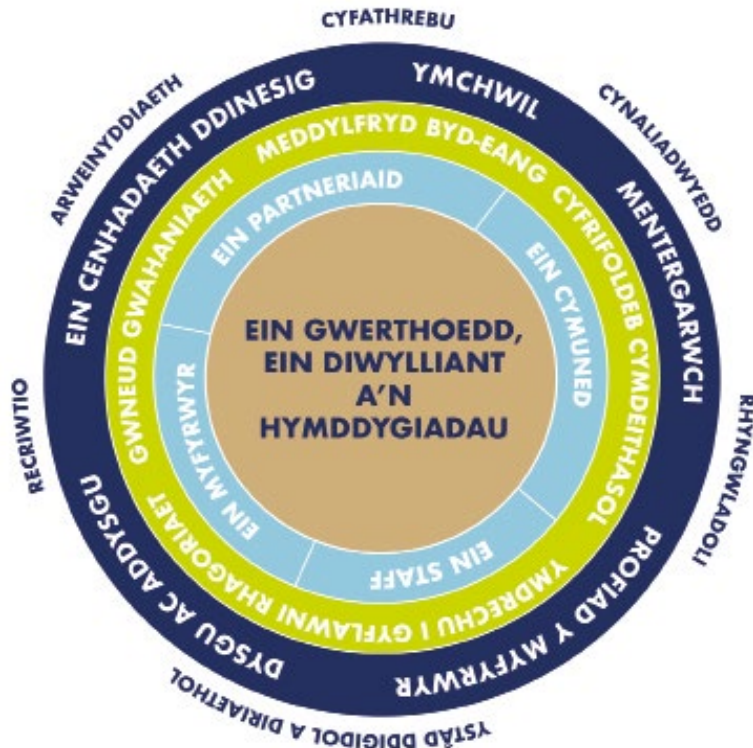 CYFATHREBU
CYNALIADWYEDD
RHYNGWLADOLI
YSTÂD DDIGIDOL A DIRIAETHOL
RECRIWTIO
ARWEINYDDIAETH
YMCHWIL
MENTERGARWCH
PROFIAD Y MYFYRWYR
DYSGU AC ADDYSGU
EIN CENHADAETH DDINESIG
MEDDYLFRYD BYD-EANG
CYFRIFOLDEB CYMDEITHASOL
YMDRECHU I GYFLAWNI RHAGORIAET
GWNEUD GWAHANIAETH
EIN PARTNERIAID
EIN CYMUNED
EIN STAFF
EIN MYFYRWYR
EIN GWERTHOEDD,
EIN DIWYLLIANT
A'N
HYMDDYGIADAU